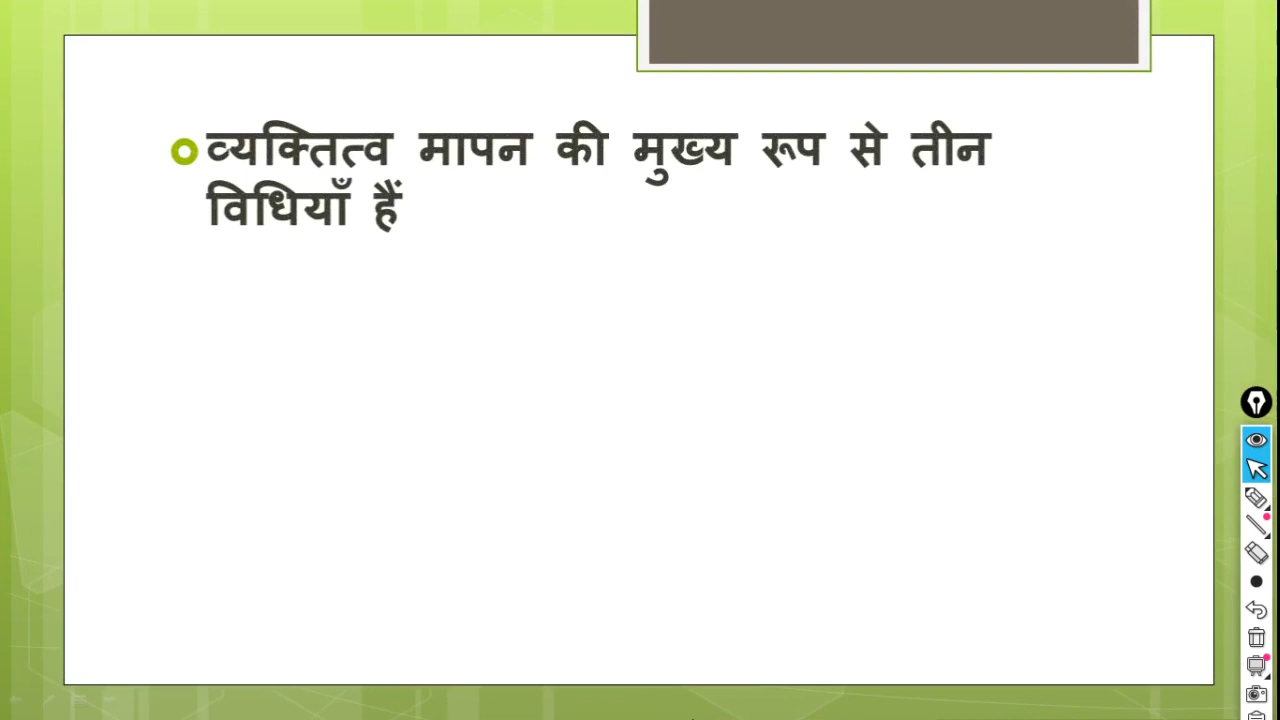 व्यक्तित्व मापन की मुख्य रूप से तीन
विधियाँ हैं